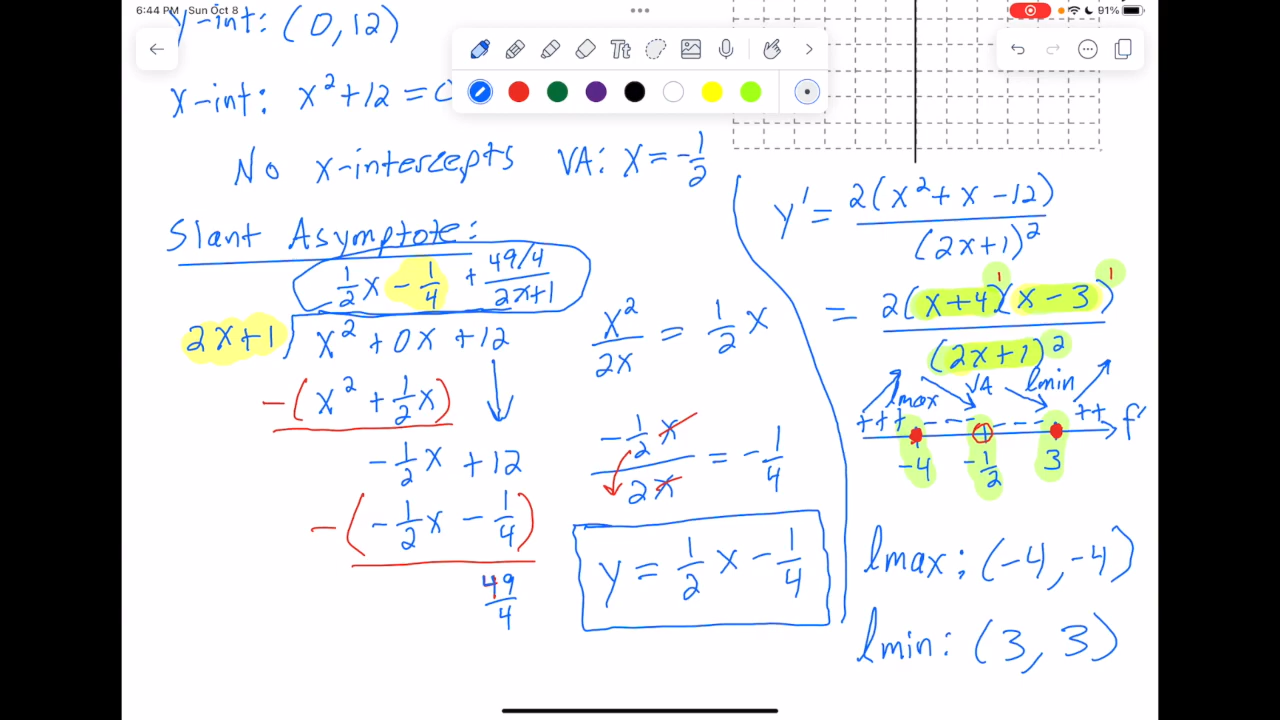 6:44 PM Sun Oct 8
91%
y-int: (0, 12)
x-int: x² + 12 = 0
No x-intercepts VA: x = -1/2
Slant Asymptote:
1/2 x - 1/4 + (49/4)/(2x+1)
2x+1 ) x² + 0x + 12
-(x² + 1/2 x)
-1/2 x + 12
-(-1/2 x - 1/4)
49/4
x²/2x = 1/2 x
(-1/2 x)/(2x) = -1/4
y = 1/2 x - 1/4
y' = 2(x² + x - 12)/(2x+1)²
= 2(x+4)¹(x-3)¹/(2x+1)²
lmax VA lmin
+++ --- --- ++ f'
-4 -1/2 3
lmax: (-4, -4)
lmin: (3, 3)
Tt